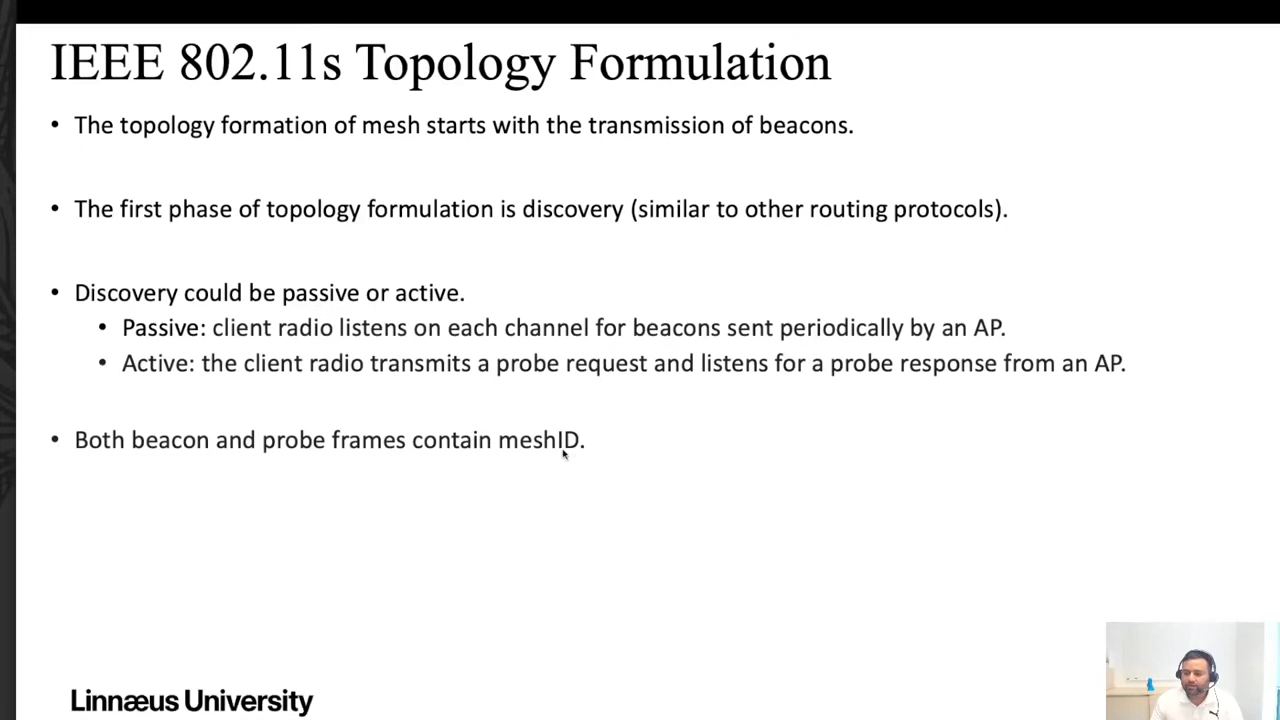 IEEE 802.11s Topology Formulation
• The topology formation of mesh starts with the transmission of beacons.
• The first phase of topology formulation is discovery (similar to other routing protocols).
• Discovery could be passive or active.
• Passive: client radio listens on each channel for beacons sent periodically by an AP.
• Active: the client radio transmits a probe request and listens for a probe response from an AP.
• Both beacon and probe frames contain meshID.
Linnæus University